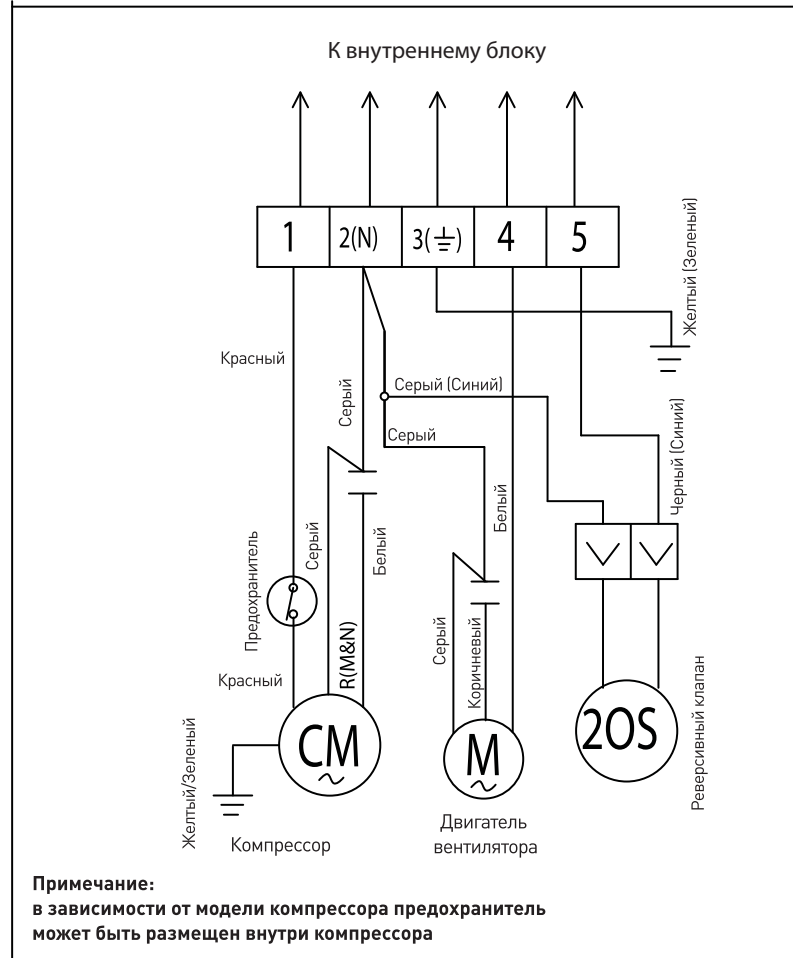 К внутреннему блоку
1
2(N)
3(⏚)
4
5
Желтый (Зеленый)
Красный
Серый
Серый (Синий)
Серый
Черный (Синий)
Серый
Белый
Белый
Предохранитель
Красный
R(M&N)
Серый
Коричневый
CM
M
2OS
Реверсивный клапан
Желтый/Зеленый
Компрессор
Двигатель
вентилятора
Примечание:
в зависимости от модели компрессора предохранитель
может быть размещен внутри компрессора